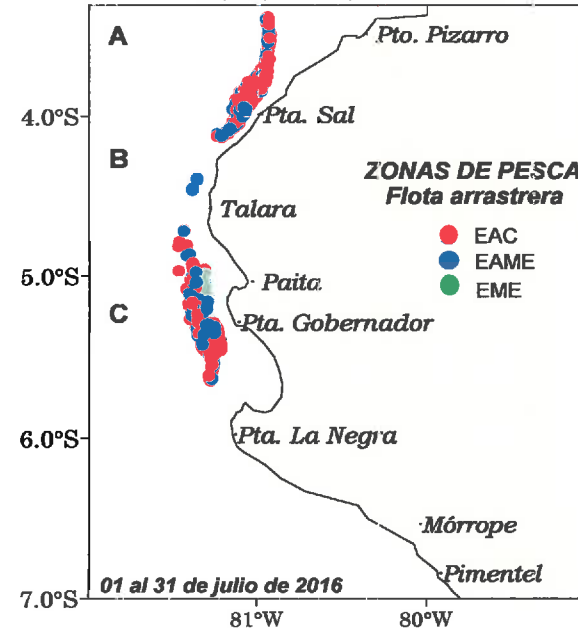 A
Pto. Pizarro
4.0°S
Pta. Sal
B
ZONAS DE PESCA
Flota arrastrera
Talara
EAC
EAME
EME
5.0°S
Paita
C
Pta. Gobernador
6.0°S
Pta. La Negra
Mórrope
Pimentel
01 al 31 de julio de 2016
7.0°S
81°W
80°W